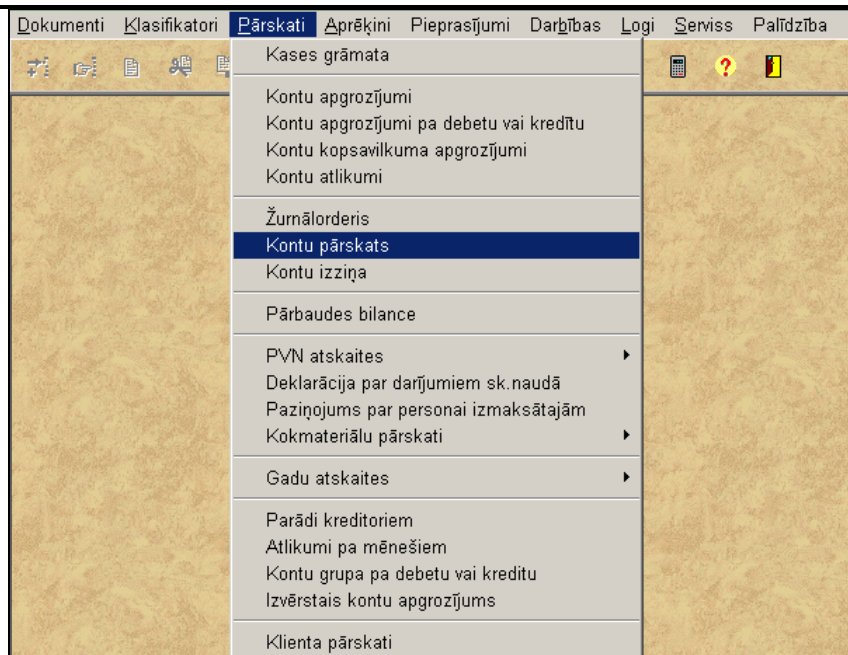 Dokumenti Klasifikatori Pārskati Aprēķini Pieprasījumi Darbības Logi Serviss Palīdzība
Kases grāmata
Kontu apgrozījumi
Kontu apgrozījumi pa debetu vai kredītu
Kontu kopsavilkuma apgrozījumi
Kontu atlikumi
Žurnālorderis
Kontu pārskats
Kontu izziņa
Pārbaudes bilance
PVN atskaites
Deklarācija par darījumiem sk.naudā
Paziņojums par personai izmaksātajām
Kokmateriālu pārskati
Gadu atskaites
Parādi kreditoriem
Atlikumi pa mēnešiem
Kontu grupa pa debetu vai kreditu
Izvērstais kontu apgrozījums
Klienta pārskati